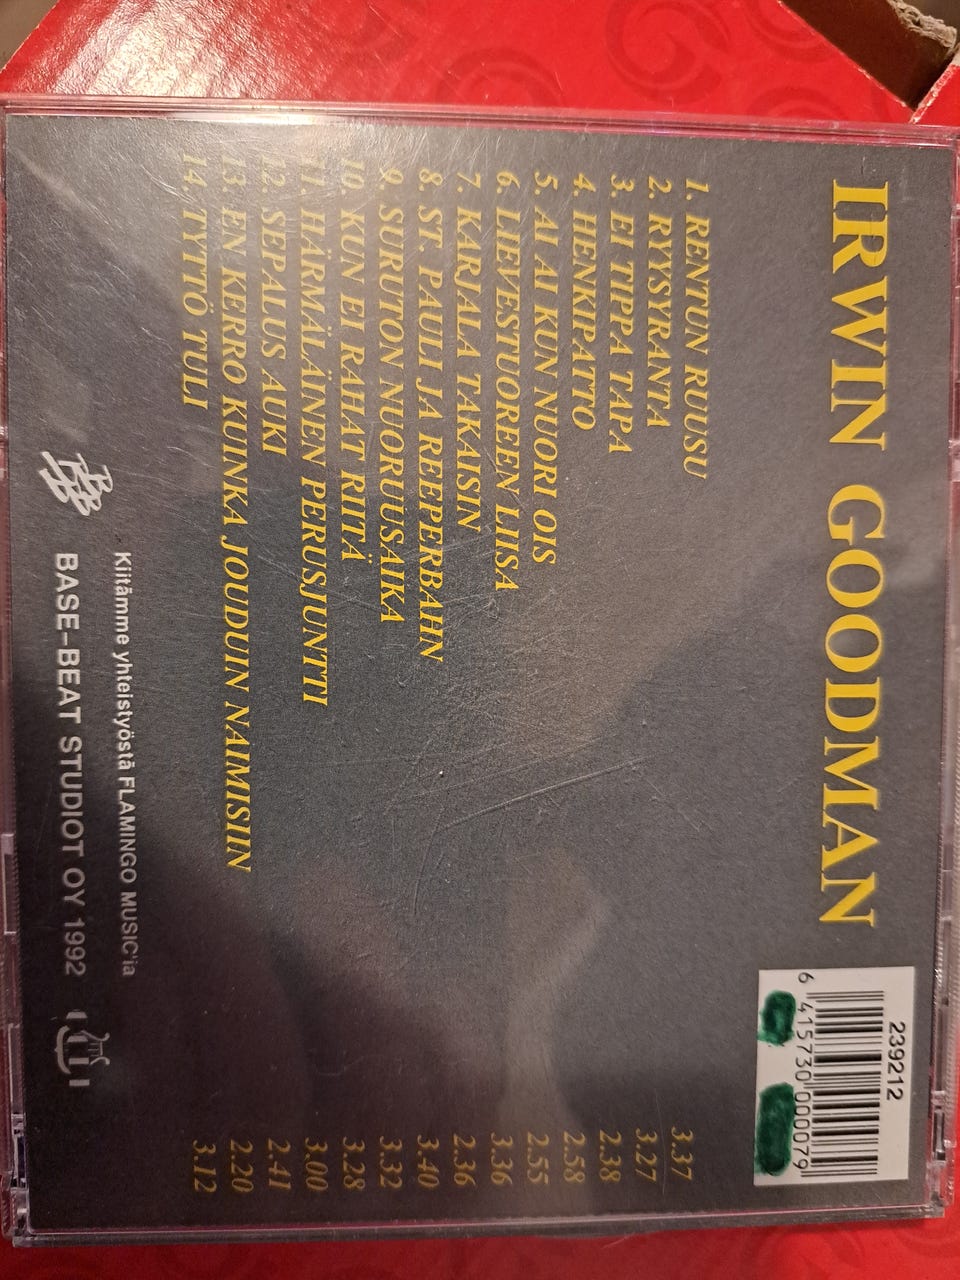 IRWIN GOODMAN
239212
6 415730 000079
1. RENTUN RUUSU 3.37
2. RYYSYRANTA 3.27
3. EI TIPPA TAPA 2.38
4. HENKIPATTO 2.58
5. AI AI KUN NUORI OIS 2.55
6. LIEVESTUOREEN LIISA 3.36
7. KARJALA TAKAISIN 2.36
8. ST. PAULI JA REEPERBAHN 3.40
9. SURUTON NUORUUSAIKA 3.32
10. KUN EI RAHAT RIITÄ 3.28
11. HÄRMÄLÄINEN PERUSJUNTTI 3.00
12. SEPALUS AUKI 2.41
13. EN KERRO KUINKA JOUDUIN NAIMISIIN 2.20
14. TYTTÖ TULI 3.12
Kiitämme yhteistyöstä FLAMINGO MUSIC'ia
BASE-BEAT STUDIOT OY 1992